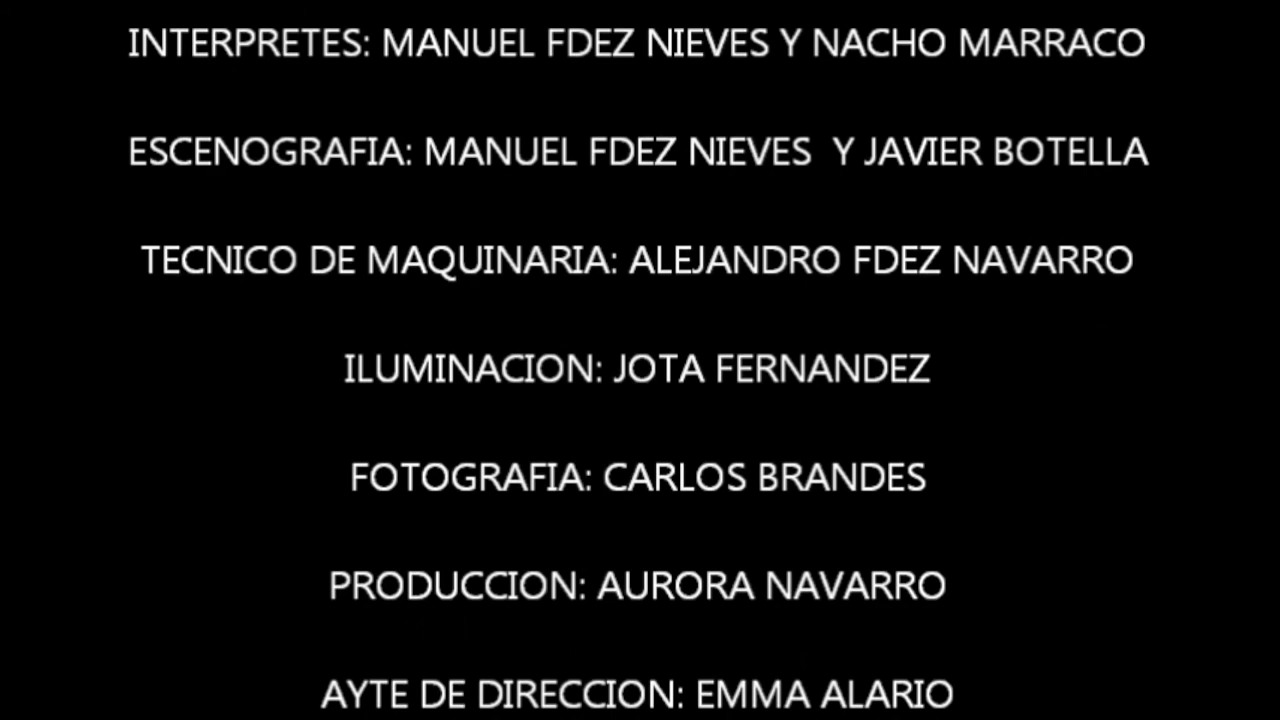 INTERPRETES: MANUEL FDEZ NIEVES Y NACHO MARRACO
ESCENOGRAFIA: MANUEL FDEZ NIEVES Y JAVIER BOTELLA
TECNICO DE MAQUINARIA: ALEJANDRO FDEZ NAVARRO
ILUMINACION: JOTA FERNANDEZ
FOTOGRAFIA: CARLOS BRANDES
PRODUCCION: AURORA NAVARRO
AYTE DE DIRECCION: EMMA ALARIO